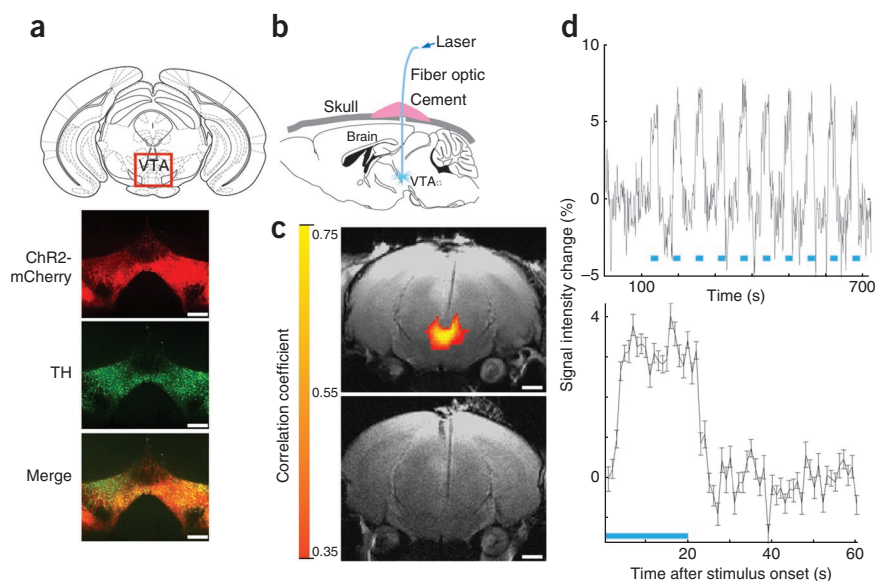 a
VTA
ChR2-
mCherry
TH
Merge
b
Laser
Fiber optic
Skull
Cement
Brain
VTA
c
0.75
0.55
0.35
Correlation coefficient
d
10
5
0
–5
100
700
Time (s)
Signal intensity change (%)
4
2
0
0
20
40
60
Time after stimulus onset (s)